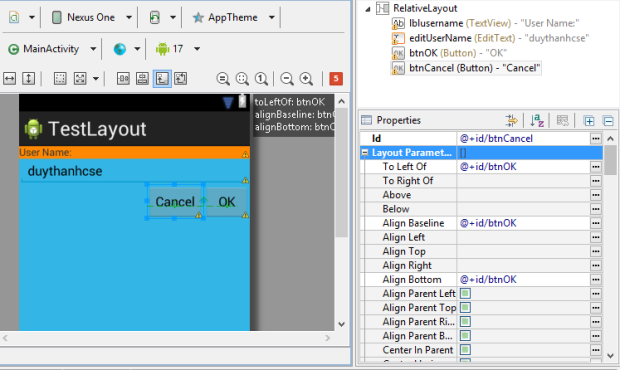 Nexus One
AppTheme
MainActivity
17
5
toLeftOf: btnOK
alignBaseline: btnO
alignBottom: btnO
TestLayout
User Name:
duythanhcse
Cancel
OK
RelativeLayout
lblusername (TextView) - "User Name:"
editUserName (EditText) - "duythanhcse"
btnOK (Button) - "OK"
btnCancel (Button) - "Cancel"
Properties
Id @+id/btnCancel
Layout Paramet... []
To Left Of @+id/btnOK
To Right Of
Above
Below
Align Baseline @+id/btnOK
Align Left
Align Top
Align Right
Align Bottom @+id/btnOK
Align Parent Left
Align Parent Top
Align Parent Ri...
Align Parent B...
Center In Parent